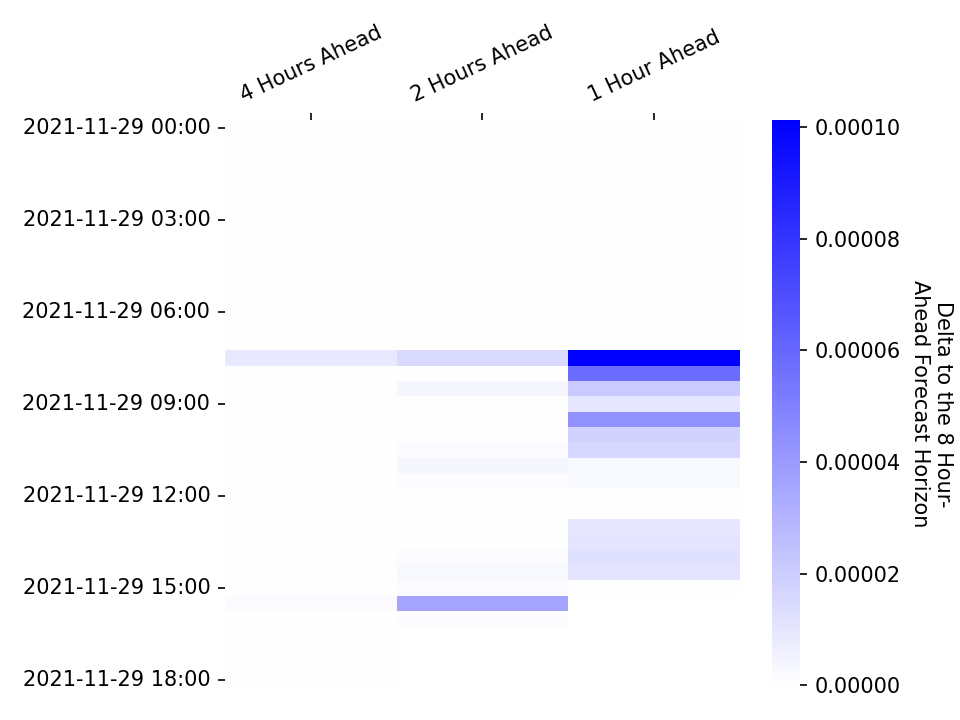 4 Hours Ahead
2 Hours Ahead
1 Hour Ahead
2021-11-29 00:00
2021-11-29 03:00
2021-11-29 06:00
2021-11-29 09:00
2021-11-29 12:00
2021-11-29 15:00
2021-11-29 18:00
0.00010
0.00008
0.00006
0.00004
0.00002
0.00000
Delta to the 8 Hour-
Ahead Forecast Horizon